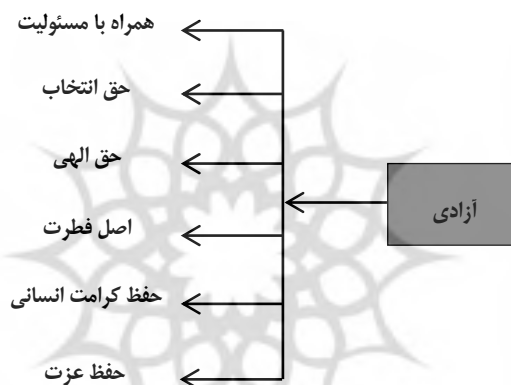 همراه با مسئولیت
حق انتخاب
حق الهی
آزادی
اصل فطرت
حفظ کرامت انسانی
حفظ عزت